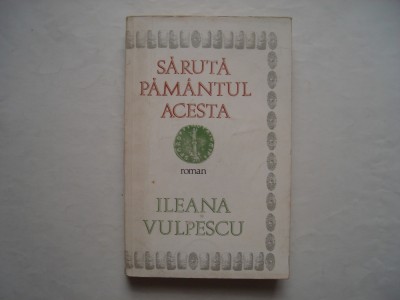 SĂRUTĂ
PĂMÂNTUL
ACESTA
roman
ILEANA
VULPESCU